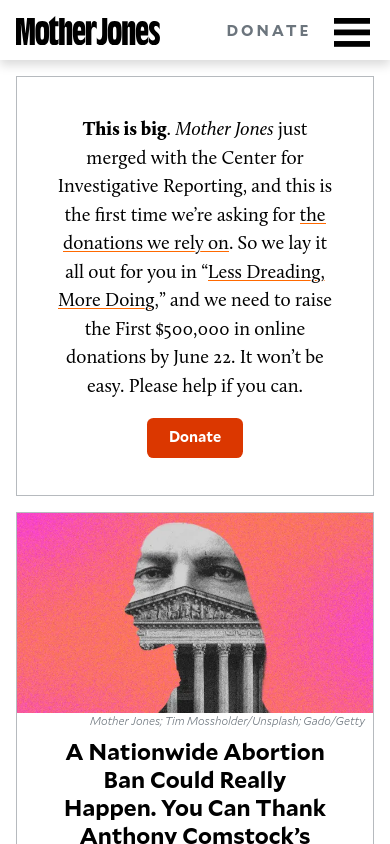 Mother Jones
DONATE
This is big. Mother Jones just
merged with the Center for
Investigative Reporting, and this is
the first time we’re asking for the
donations we rely on. So we lay it
all out for you in “Less Dreading,
More Doing,” and we need to raise
the First $500,000 in online
donations by June 22. It won’t be
easy. Please help if you can.
Donate
Mother Jones; Tim Mossholder/Unsplash; Gado/Getty
A Nationwide Abortion
Ban Could Really
Happen. You Can Thank
Anthony Comstock’s